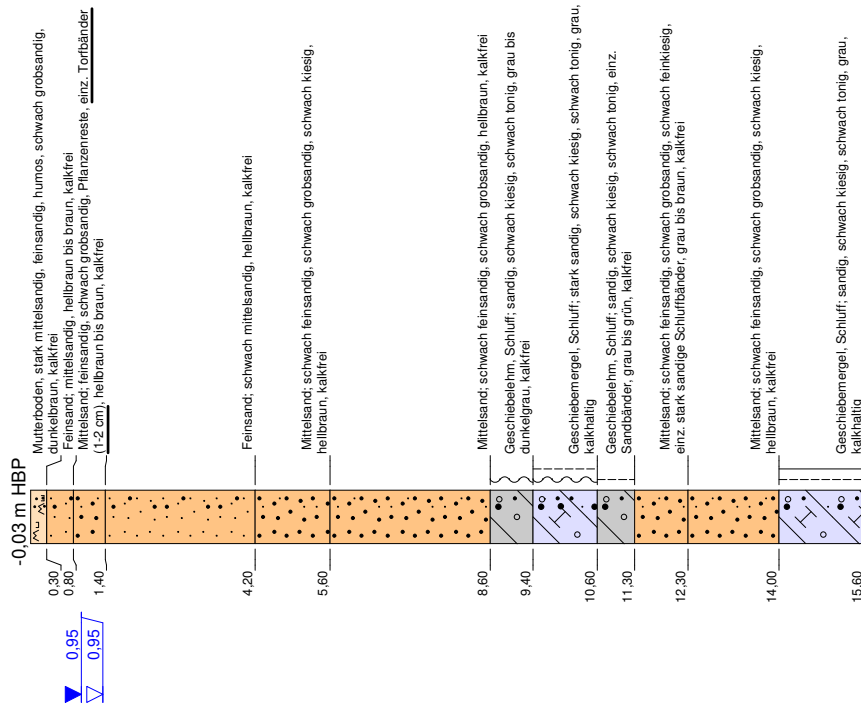 -0,03 m HBP
Mutterboden, stark mittelsandig, feinsandig, humos, schwach grobsandig,
dunkelbraun, kalkfrei
Feinsand; mittelsandig, hellbraun bis braun, kalkfrei
Mittelsand; feinsandig, schwach grobsandig, Pflanzenreste, einz. Torfbänder
(1-2 cm), hellbraun bis braun, kalkfrei
Feinsand; schwach mittelsandig, hellbraun, kalkfrei
Mittelsand; schwach feinsandig, schwach grobsandig, schwach kiesig,
hellbraun, kalkfrei
Mittelsand; schwach feinsandig, schwach grobsandig, hellbraun, kalkfrei
Geschiebelehm, Schluff; sandig, schwach kiesig, schwach tonig, grau bis
dunkelgrau, kalkfrei
Geschiebemergel, Schluff; stark sandig, schwach kiesig, schwach tonig, grau,
kalkhaltig
Geschiebelehm, Schluff; sandig, schwach kiesig, schwach tonig, einz.
Sandbänder, grau bis grün, kalkfrei
Mittelsand; schwach feinsandig, schwach grobsandig, schwach feinkiesig,
einz. stark sandige Schluffbänder, grau bis braun, kalkfrei
Mittelsand; schwach feinsandig, schwach grobsandig, schwach kiesig,
hellbraun, kalkfrei
Geschiebemergel, Schluff; sandig, schwach kiesig, schwach tonig, grau,
kalkhaltig
0,30
0,80
1,40
4,20
5,60
8,60
9,40
10,60
11,30
12,30
14,00
15,60
0,95
0,95